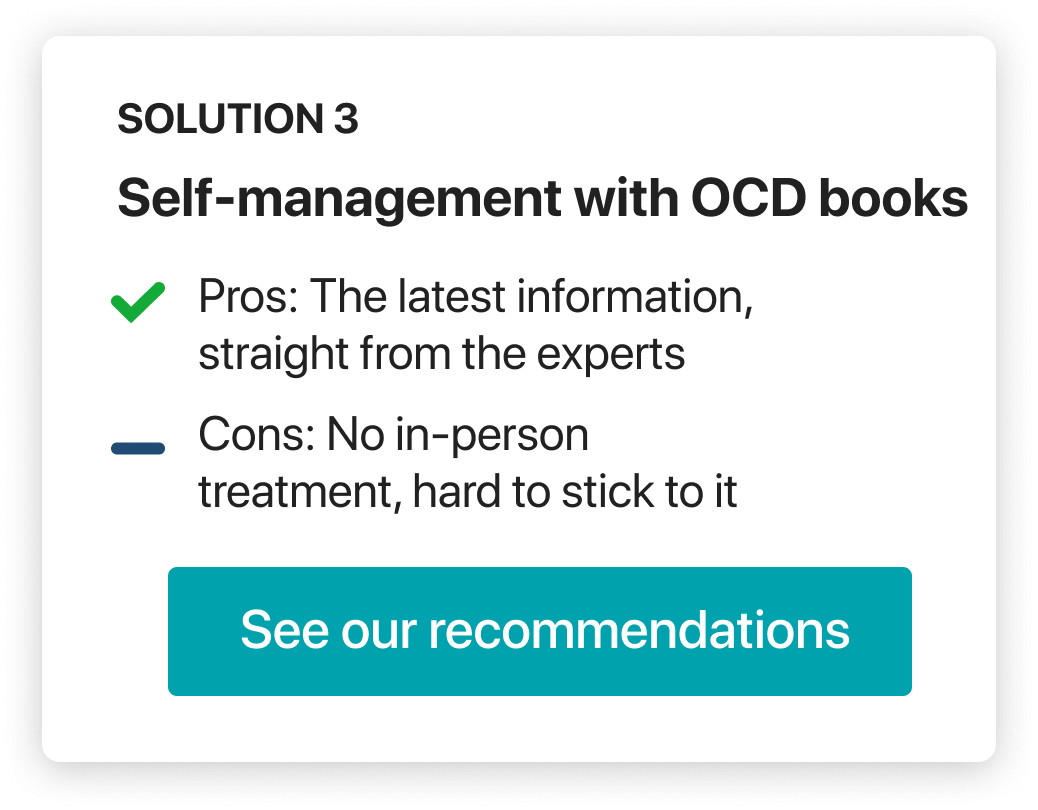 SOLUTION 3
Self-management with OCD books
Pros: The latest information,
straight from the experts
Cons: No in-person
treatment, hard to stick to it
See our recommendations